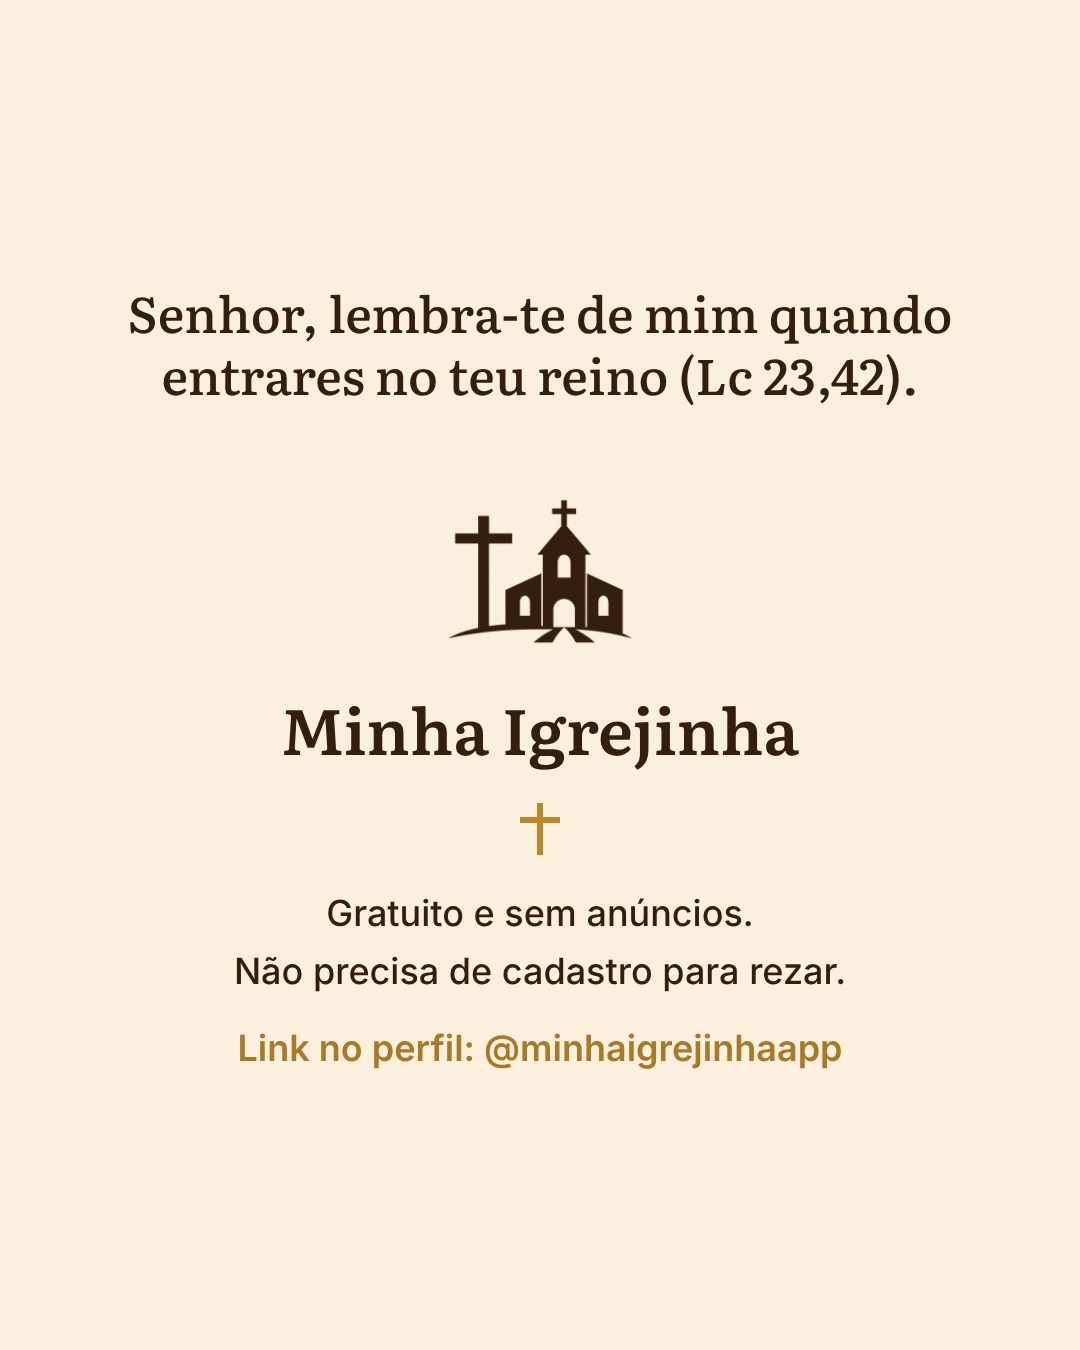 Senhor, lembra-te de mim quando
entrares no teu reino (Lc 23,42).
Minha Igrejinha
Gratuito e sem anúncios.
Não precisa de cadastro para rezar.
Link no perfil: @minhaigrejinhaapp